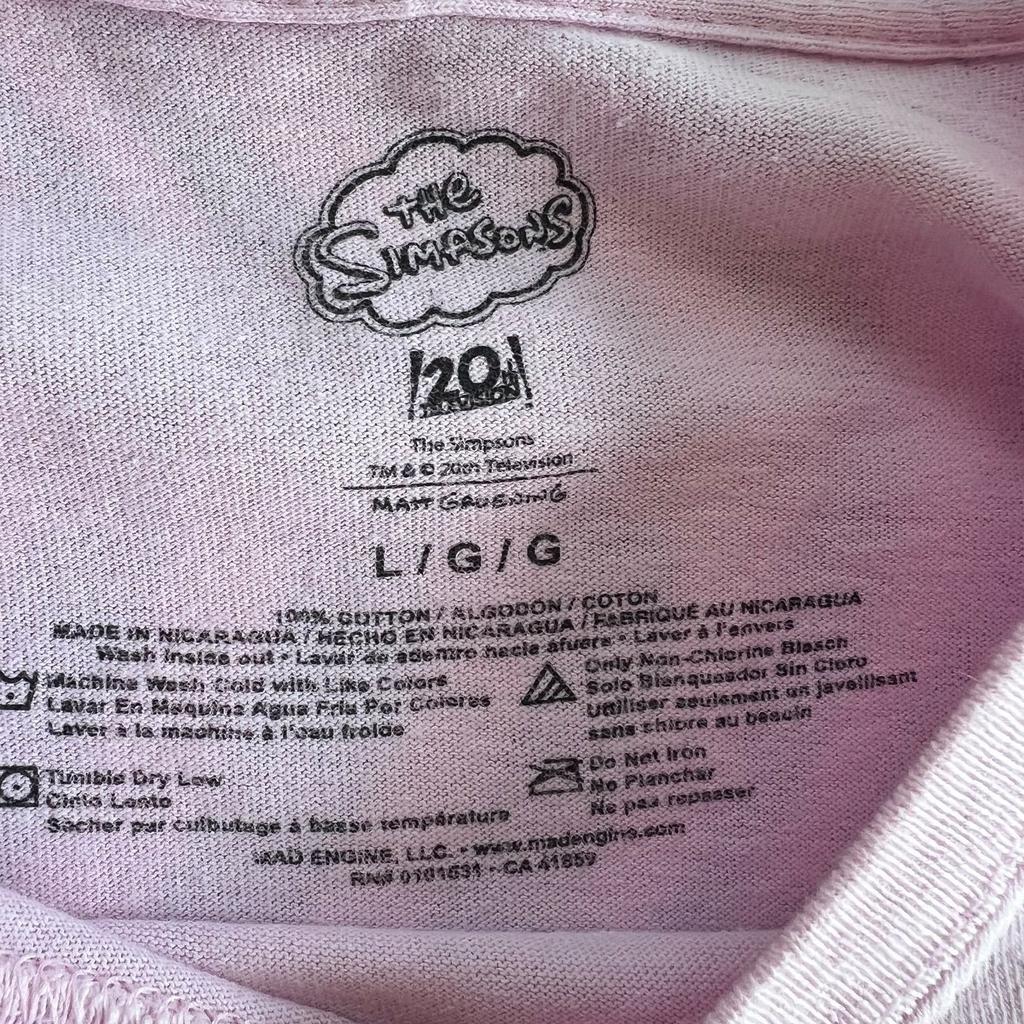 THE
SIMPSONS
20th
TELEVISION
The Simpsons
TM & © 20th Television
MATT GROENING
L / G / G
100% COTTON / ALGODON / COTON
MADE IN NICARAGUA / HECHO EN NICARAGUA / FABRIQUÉ AU NICARAGUA
Wash inside out • Lavar de adentro hacia afuera • Laver à l'envers
Machine Wash Cold with Like Colors
Lavar En Maquina Agua Fria Por Colores
Laver à la machine à l'eau froide
Only Non-Chlorine Bleach
Solo Blanqueador Sin Cloro
Utiliser seulement un javellisant
sans chlore au besoin
Tumble Dry Low
Ciclo Lento
Sècher par culbutage à basse température
Do Not Iron
No Planchar
Ne pas repasser
MAD ENGINE, LLC. • www.madengine.com
RN# 0101631 • CA 41859